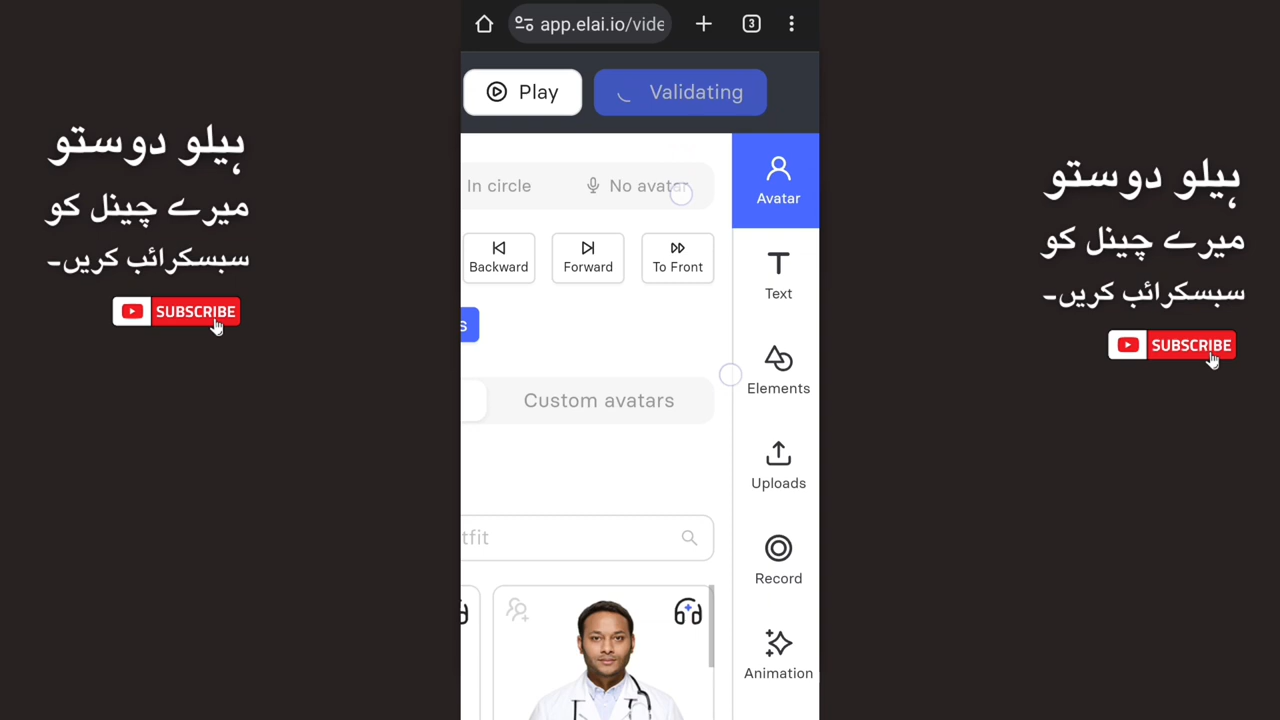 app.elai.io/vide
3
Play
Validating
In circle
No avatar
Avatar
Backward
Forward
To Front
Text
s
Elements
Custom avatars
Uploads
tfit
Record
Animation
ہیلو دوستو
میرے چینل کو
سبسکرائب کریں۔
SUBSCRIBE
ہیلو دوستو
میرے چینل کو
سبسکرائب کریں۔
SUBSCRIBE